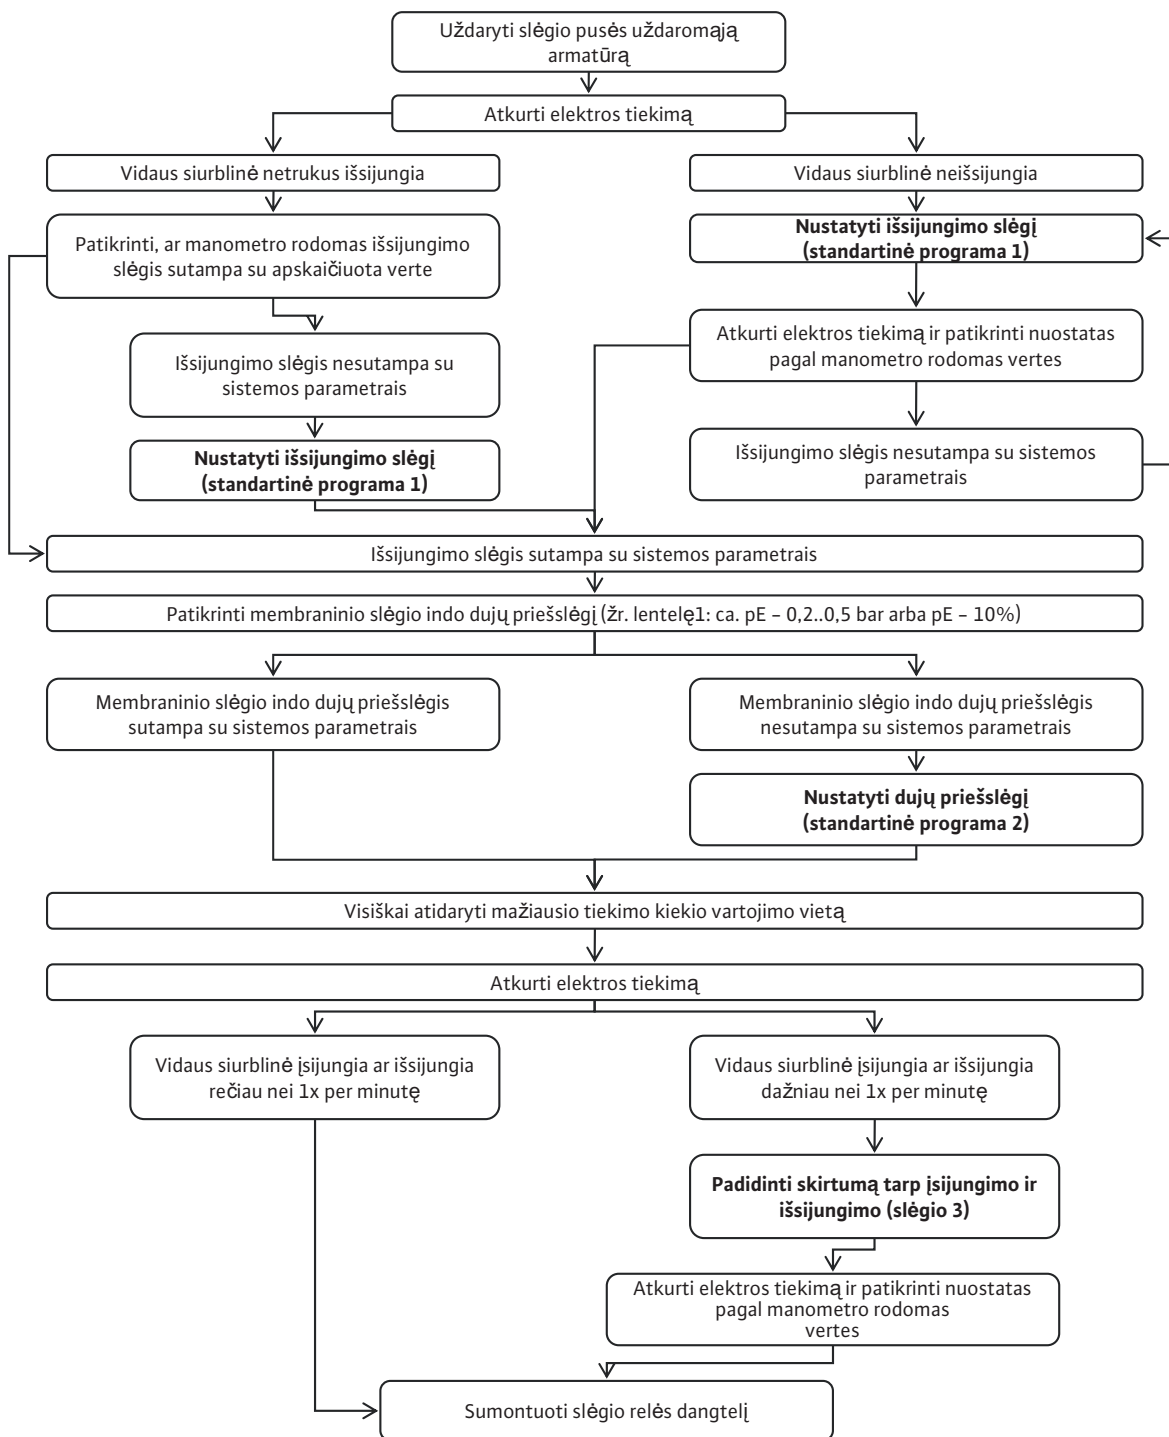 Uždaryti slėgio pusės uždaromąją
armatūrą
Atkurti elektros tiekimą
Vidaus siurblinė netrukus išsijungia
Vidaus siurblinė neišsijungia
Patikrinti, ar manometro rodomas išsijungimo
slėgis sutampa su apskaičiuota verte
Nustatyti išsijungimo slėgį
(standartinė programa 1)
Išsijungimo slėgis nesutampa su
sistemos parametrais
Atkurti elektros tiekimą ir patikrinti nuostatas
pagal manometro rodomas vertes
Nustatyti išsijungimo slėgį
(standartinė programa 1)
Išsijungimo slėgis nesutampa su sistemos
parametrais
Išsijungimo slėgis sutampa su sistemos parametrais
Patikrinti membraninio slėgio indo dujų priešslėgį (žr. lentelę1: ca. pE – 0,2..0,5 bar arba pE – 10%)
Membraninio slėgio indo dujų priešslėgis
sutampa su sistemos parametrais
Membraninio slėgio indo dujų priešslėgis
nesutampa su sistemos parametrais
Nustatyti dujų priešslėgį
(standartinė programa 2)
Visiškai atidaryti mažiausio tiekimo kiekio vartojimo vietą
Atkurti elektros tiekimą
Vidaus siurblinė įsijungia ar išsijungia
rečiau nei 1x per minutę
Vidaus siurblinė įsijungia ar išsijungia
dažniau nei 1x per minutę
Padidinti skirtumą tarp įsijungimo ir
išsijungimo (slėgio 3)
Atkurti elektros tiekimą ir patikrinti nuostatas
pagal manometro rodomas
vertes
Sumontuoti slėgio relės dangtelį